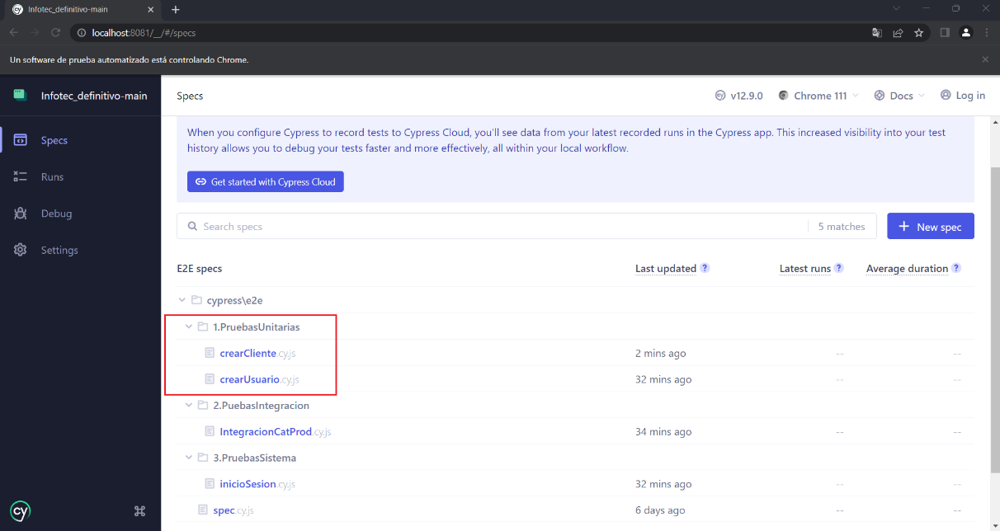 Infotec_definitivo-main
localhost:8081/__/#/specs
Un software de prueba automatizado está controlando Chrome.
Infotec_definitivo-main
Specs
v12.9.0
Chrome 111
Docs
Log in
Specs
Runs
Debug
Settings
When you configure Cypress to record tests to Cypress Cloud, you'll see data from your latest recorded runs in the Cypress app. This increased visibility into your test
history allows you to debug your tests faster and more effectively, all within your local workflow.
Get started with Cypress Cloud
Search specs
5 matches
New spec
E2E specs
Last updated ?
Latest runs ?
Average duration ?
cypress\e2e
1.PruebasUnitarias
crearCliente.cy.js 2 mins ago -- --
crearUsuario.cy.js 32 mins ago -- --
2.PuebasIntegracion
IntegracionCatProd.cy.js 34 mins ago -- --
3.PruebasSistema
inicioSesion.cy.js 32 mins ago -- --
spec.cy.js 6 days ago -- --
cy